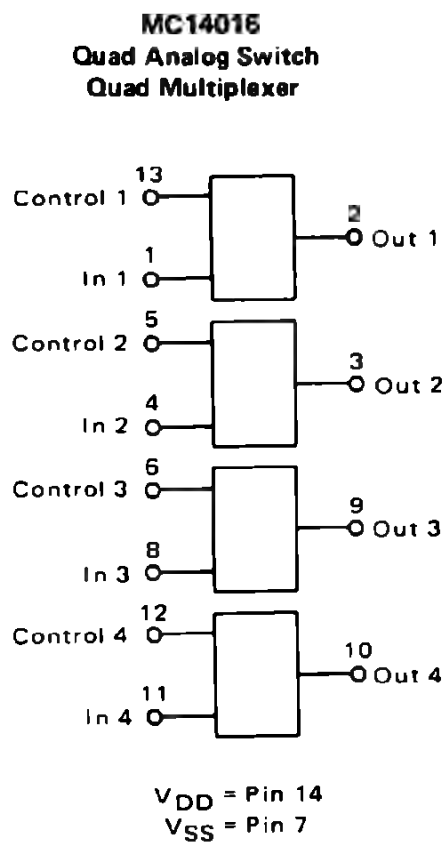 MC14016
Quad Analog Switch
Quad Multiplexer
13
Control 1
2
Out 1
1
In 1
5
Control 2
3
Out 2
4
In 2
6
Control 3
9
Out 3
8
In 3
12
Control 4
10
Out 4
11
In 4
VDD = Pin 14
VSS = Pin 7